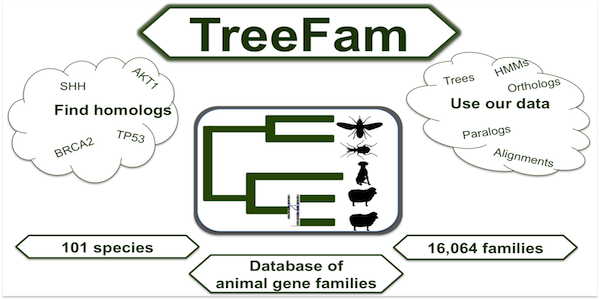 TreeFam
SHH
AKT1
Find homologs
BRCA2
TP53
Trees
HMMs
Orthologs
Use our data
Paralogs
Alignments
101 species
Database of
animal gene families
16,064 families